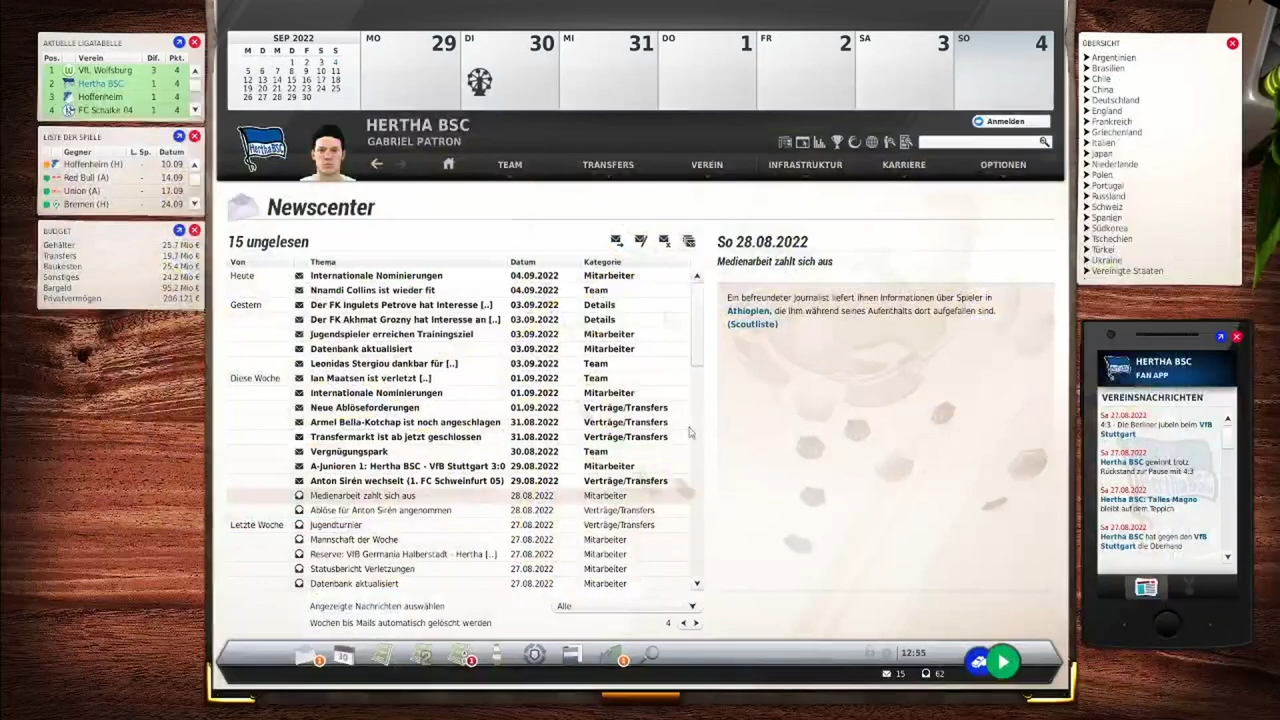 AKTUELLE LIGATABELLE
Pos. Verein Dif. Pkt.
1 VfL Wolfsburg 3 4
2 Hertha BSC 1 4
3 Hoffenheim 1 4
4 FC Schalke 04 1 4
LISTE DER SPIELE
Gegner L. Sp. Datum
Hoffenheim (H) - 10.09
Red Bull (A) - 14.09
Union (A) - 17.09
Bremen (H) - 24.09
BUDGET
Gehälter 25.7 Mio €
Transfers 19.7 Mio €
Baukosten 25.4 Mio €
Sonstiges 24.2 Mio €
Bargeld 95.2 Mio €
Privatvermögen 206.121 €
SEP 2022
M D M D F S S
1 2 3 4
5 6 7 8 9 10 11
12 13 14 15 16 17 18
19 20 21 22 23 24 25
26 27 28 29 30
MO 29
DI 30
MI 31
DO 1
FR 2
SA 3
SO 4
HERTHA BSC
GABRIEL PATRON
Anmelden
TEAM TRANSFERS VEREIN INFRASTRUKTUR KARRIERE OPTIONEN
Newscenter
15 ungelesen
Von Thema Datum Kategorie
Heute Internationale Nominierungen 04.09.2022 Mitarbeiter
Nnamdi Collins ist wieder fit 04.09.2022 Team
Gestern Der FK Ingulets Petrove hat Interesse [..] 03.09.2022 Details
Der FK Akhmat Grozny hat Interesse an [..] 03.09.2022 Details
Jugendspieler erreichen Trainingsziel 03.09.2022 Mitarbeiter
Datenbank aktualisiert 03.09.2022 Mitarbeiter
Leonidas Stergiou dankbar für [..] 03.09.2022 Team
Diese Woche Ian Maatsen ist verletzt [..] 01.09.2022 Team
Internationale Nominierungen 01.09.2022 Mitarbeiter
Neue Ablöseforderungen 01.09.2022 Verträge/Transfers
Armel Bella-Kotchap ist noch angeschlagen 31.08.2022 Verträge/Transfers
Transfermarkt ist ab jetzt geschlossen 31.08.2022 Verträge/Transfers
Vergnügungspark 30.08.2022 Team
A-Junioren 1: Hertha BSC - VfB Stuttgart 3:0 29.08.2022 Mitarbeiter
Anton Sirén wechselt (1. FC Schweinfurt 05) 29.08.2022 Verträge/Transfers
Medienarbeit zahlt sich aus 28.08.2022 Mitarbeiter
Ablöse für Anton Sirén angenommen 28.08.2022 Verträge/Transfers
Letzte Woche Jugendturnier 27.08.2022 Verträge/Transfers
Mannschaft der Woche 27.08.2022 Mitarbeiter
Reserve: VfB Germania Halberstadt - Hertha [..] 27.08.2022 Mitarbeiter
Statusbericht Verletzungen 27.08.2022 Mitarbeiter
Datenbank aktualisiert 27.08.2022 Mitarbeiter
Angezeigte Nachrichten auswählen Alle
Wochen bis Mails automatisch gelöscht werden 4
So 28.08.2022
Medienarbeit zahlt sich aus
Ein befreundeter Journalist liefert Ihnen Informationen über Spieler in
Äthiopien, die ihm während seines Aufenthalts dort aufgefallen sind.
(Scoutliste)
30
1
1
1
12:55
15 62
ÜBERSICHT
Argentinien
Brasilien
Chile
China
Deutschland
England
Frankreich
Griechenland
Italien
Japan
Niederlande
Polen
Portugal
Russland
Schweiz
Spanien
Südkorea
Tschechien
Türkei
Ukraine
Vereinigte Staaten
HERTHA BSC
FAN APP
VEREINSNACHRICHTEN
Sa 27.08.2022
4:3 - Die Berliner jubeln beim VfB
Stuttgart
Sa 27.08.2022
Hertha BSC gewinnt trotz
Rückstand zur Pause mit 4:3
Sa 27.08.2022
Hertha BSC: Talles Magno
bleibt auf dem Teppich
Sa 27.08.2022
Hertha BSC hat gegen den VfB
Stuttgart die Oberhand